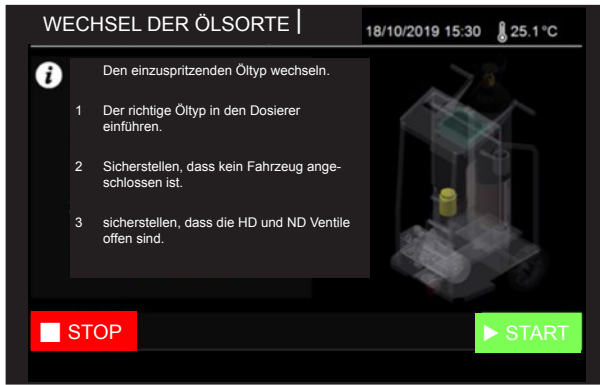 WECHSEL DER ÖLSORTE
18/10/2019 15:30 25.1°C
i Den einzuspritzenden Öltyp wechseln.
1 Der richtige Öltyp in den Dosierer
einführen.
2 Sicherstellen, dass kein Fahrzeug ange-
schlossen ist.
3 sicherstellen, dass die HD und ND Ventile
offen sind.
STOP
START